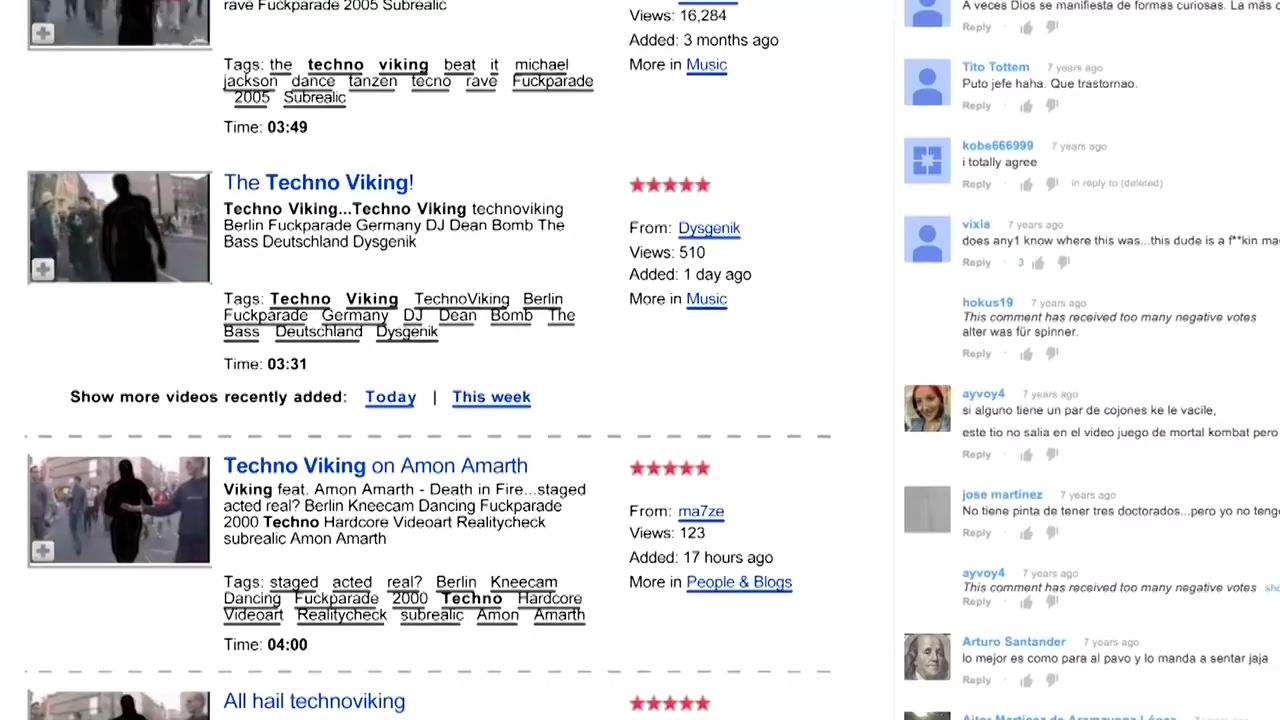 rave Fuckparade 2005 Subrealic
Tags: the techno viking beat it michael
jackson dance tanzen tecno rave Fuckparade
2005 Subrealic
Time: 03:49
Views: 16,284
Added: 3 months ago
More in Music
The Techno Viking!
Techno Viking...Techno Viking technoviking
Berlin Fuckparade Germany DJ Dean Bomb The
Bass Deutschland Dysgenik
Tags: Techno Viking TechnoViking Berlin
Fuckparade Germany DJ Dean Bomb The
Bass Deutschland Dysgenik
Time: 03:31
From: Dysgenik
Views: 510
Added: 1 day ago
More in Music
Show more videos recently added: Today | This week
Techno Viking on Amon Amarth
Viking feat. Amon Amarth - Death in Fire...staged
acted real? Berlin Kneecam Dancing Fuckparade
2000 Techno Hardcore Videoart Realitycheck
subrealic Amon Amarth
Tags: staged acted real? Berlin Kneecam
Dancing Fuckparade 2000 Techno Hardcore
Videoart Realitycheck subrealic Amon Amarth
Time: 04:00
From: ma7ze
Views: 123
Added: 17 hours ago
More in People & Blogs
All hail technoviking
A veces Dios se manifiesta de formas curiosas. La más
Reply
Tito Tottem 7 years ago
Puto jefe haha. Que trastornao.
Reply
kobe666999 7 years ago
i totally agree
Reply in reply to (deleted)
vixla 7 years ago
does any1 know where this was...this dude is a f**kin
Reply 3
hokus19 7 years ago
This comment has received too many negative votes
alter was für spinner.
Reply
ayvoy4 7 years ago
si alguno tiene un par de cojones ke le vacile,
este tio no salia en el video juego de mortal kombat pero
Reply
jose martinez 7 years ago
No tiene pinta de tener tres doctorados...pero yo no
Reply
ayvoy4 7 years ago
This comment has received too many negative votes
Reply
Arturo Santander 7 years ago
lo mejor es como para al pavo y lo manda a sentar jaja
Reply